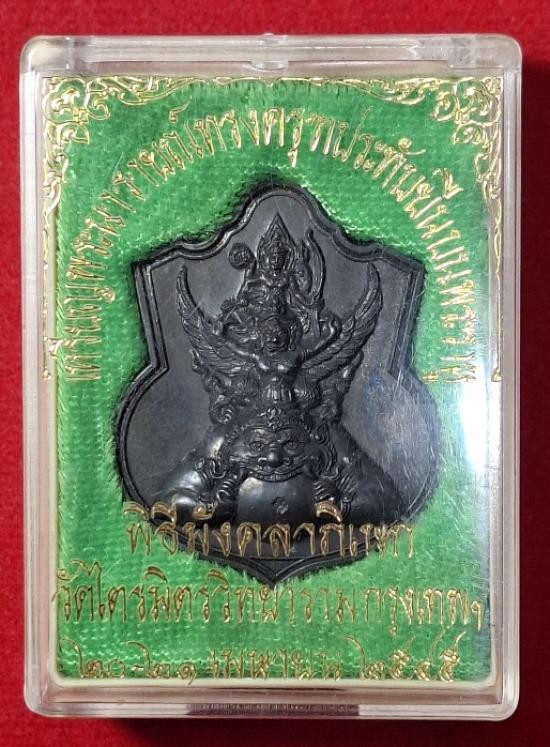 เหรียญพระนารายณ์ทรงครุฑประทับยืนบนพระราหู
พิธีมังคลาภิเษก
วัดไตรมิตรวิทยาราม กรุงเทพฯ
๒๐-๒๑ เมษายน ๒๕๔๕